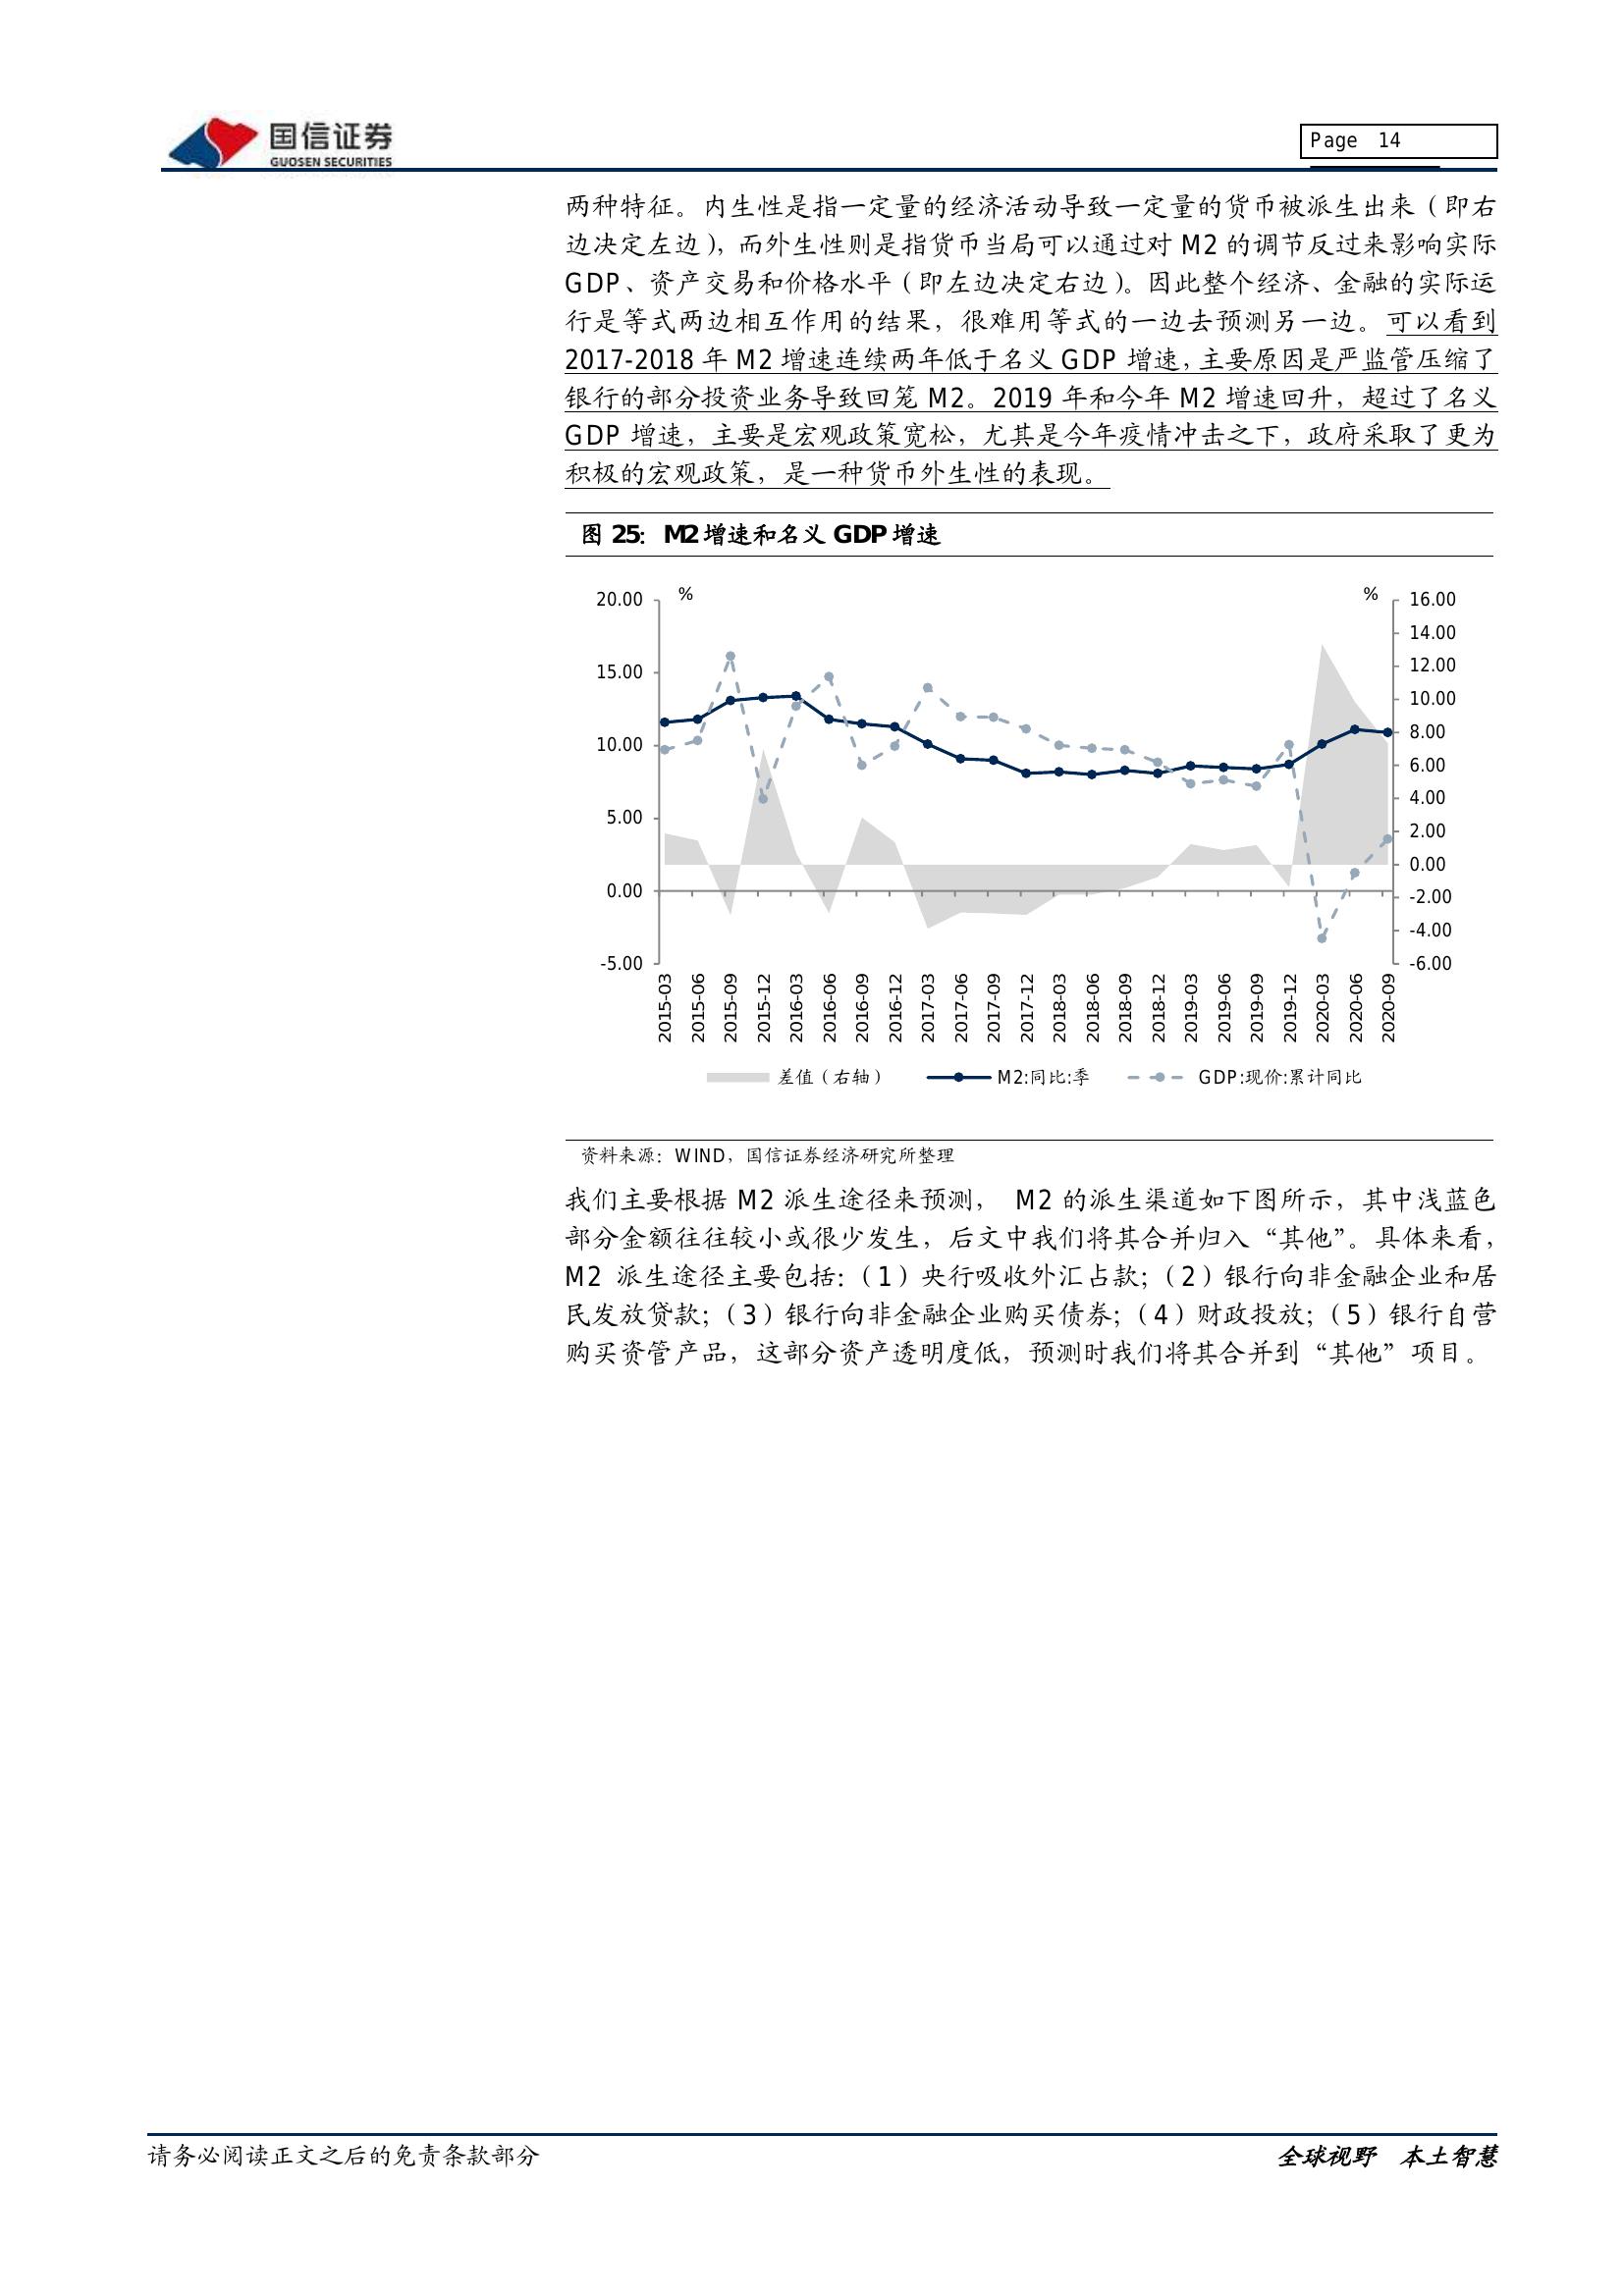 国信证券
GUOSEN SECURITIES
Page 14
两种特征。内生性是指一定量的经济活动导致一定量的货币被派生出来（即右
边决定左边），而外生性则是指货币当局可以通过对 M2 的调节反过来影响实际
GDP、资产交易和价格水平（即左边决定右边）。因此整个经济、金融的实际运
行是等式两边相互作用的结果，很难用等式的一边去预测另一边。可以看到
2017-2018 年 M2 增速连续两年低于名义 GDP 增速，主要原因是严监管压缩了
银行的部分投资业务导致回笼 M2。2019 年和今年 M2 增速回升，超过了名义
GDP 增速，主要是宏观政策宽松，尤其是今年疫情冲击之下，政府采取了更为
积极的宏观政策，是一种货币外生性的表现。
图 25：M2 增速和名义 GDP 增速
% %
20.00
15.00
10.00
5.00
0.00
-5.00
16.00
14.00
12.00
10.00
8.00
6.00
4.00
2.00
0.00
-2.00
-4.00
-6.00
2015-03
2015-06
2015-09
2015-12
2016-03
2016-06
2016-09
2016-12
2017-03
2017-06
2017-09
2017-12
2018-03
2018-06
2018-09
2018-12
2019-03
2019-06
2019-09
2019-12
2020-03
2020-06
2020-09
差值（右轴） M2:同比:季 GDP:现价:累计同比
资料来源：WIND，国信证券经济研究所整理
我们主要根据 M2 派生途径来预测， M2 的派生渠道如下图所示，其中浅蓝色
部分金额往往较小或很少发生，后文中我们将其合并归入“其他”。具体来看，
M2 派生途径主要包括：（1）央行吸收外汇占款；（2）银行向非金融企业和居
民发放贷款；（3）银行向非金融企业购买债券；（4）财政投放；（5）银行自营
购买资管产品，这部分资产透明度低，预测时我们将其合并到“其他”项目。
请务必阅读正文之后的免责条款部分
全球视野 本土智慧